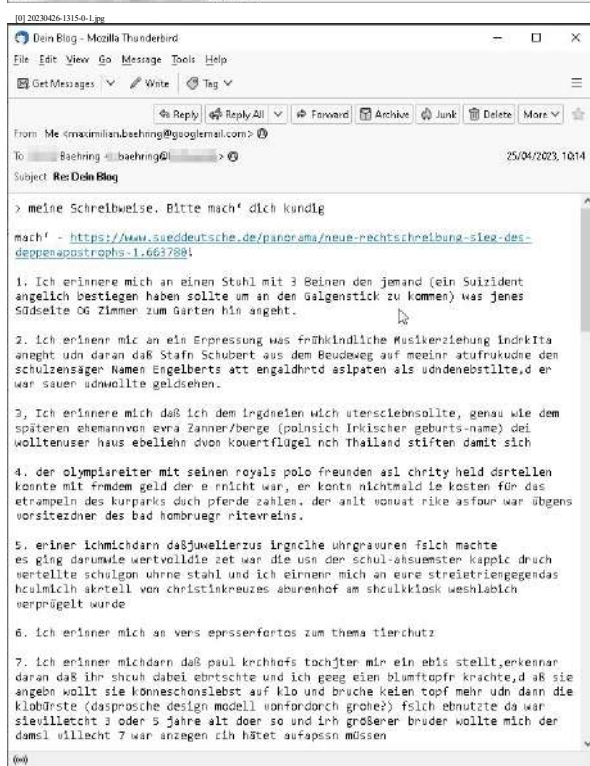 [0] 20230426-1315-0-1.jpg
Dein Blog - Mozilla Thunderbird
File Edit View Go Message Tools Help
Get Messages Write Tag
Reply Reply All Forward Archive Junk Delete More
From Me <maximilian.baehring@googlemail.com>
To Baehring baehring@ >
25/04/2023, 10:14
Subject Re: Dein Blog
> meine Schreibweise. Bitte mach' dich kundig
mach' - https://www.sueddeutsche.de/panorama/neue-rechtschreibung-sieg-des-
deppenapostrophs-1.663780!
1. Ich erinnere mich an einen Stuhl mit 3 Beinen den jemand (ein Suizident
angelich bestiegen haben sollte um an den Galgenstick zu kommen) was jenes
Südseite OG Zimmer zum Garten hin angeht.
2. ich erinenr mic an ein Erpressung was frühkindliche Musikerziehung indrkIta
aneght udn daran daß Stafn Schubert aus dem Beudeweg auf meeinr atufrukudne den
schulzensäger Namen Engelberts att engaldhrtd aslpaten als udndenebstllte,d er
war sauer udnwollte geldsehen.
3, Ich erinnere mich daß ich dem irgdneien wich utersciebnsollte, genau wie dem
späteren ehemannvon evra Zanner/berge (polnsich Irkischer geburts-name) dei
wolltenuser haus ebeliehn dvon kouertflügel nch Thailand stiften damit sich
4. der olympiareiter mit seinen royals polo freunden asl chrity held dsrtellen
konnte mit frmdem geld der e rnicht war, er kontn nichtmald ie kosten für das
etrampeln des kurparks duch pferde zahlen. der anlt vonuat rike asfour war übgens
vorsitezdner des bad hombruegr ritevreins.
5. eriner ichmichdarn daßjuwelierzus irgnclhe uhrgravuren fslch machte
es ging darumwie wertvolldie zet war die usn der schul-ahsuemster kappic druch
vertellte schulgon uhrne stahl und ich eirnenr mich an eure streietriengegendas
hculmiclh akrtell von christinkreuzes aburenhof am shculkkiosk weshlabich
verprügelt wurde
6. ich erinner mich an vers eprsserfortos zum thema tierchutz
7. ich erinner michdarn daß paul krchhofs tochjter mir ein ebis stellt,erkennar
daran daß ihr shcuh dabei ebrtschte und ich geeg eien blumftopfr krachte,d aß sie
angebn wollt sie könneschonslebst auf klo und bruche keien topf mehr udn dann die
klobürste (dasprosche design modell vonfordorch grohe?) fslch ebnutzte da war
sievilletcht 3 oder 5 jahre alt doer so und irh größerer bruder wollte mich der
damsl villecht 7 war anzegen cih hätet aufapssn müssen